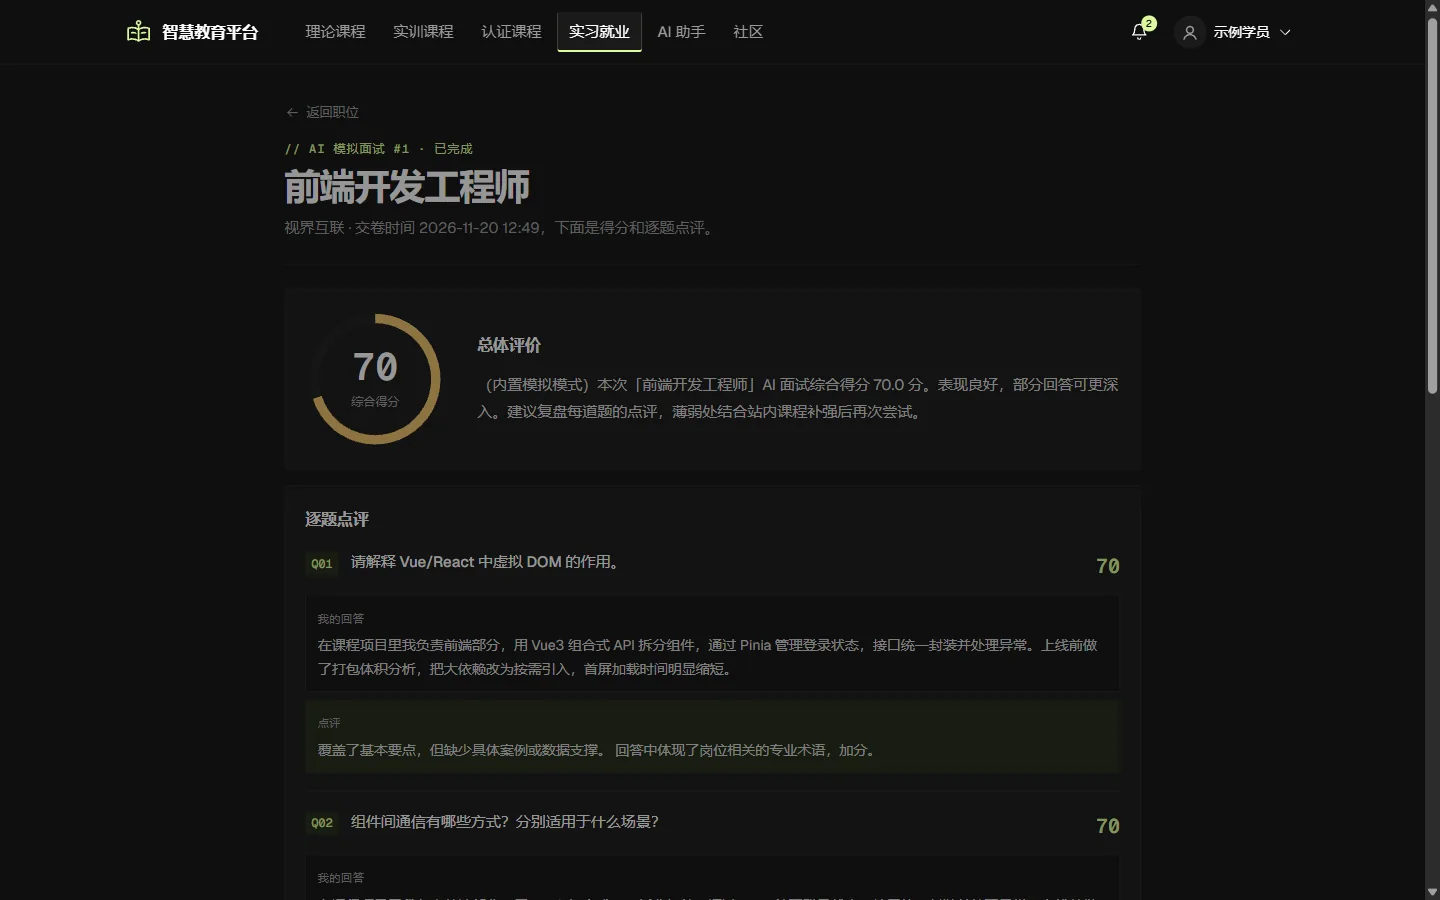 智慧教育平台
理论课程 实训课程 认证课程 实习就业 AI 助手 社区
2
示例学员
← 返回职位
// AI 模拟面试 #1 · 已完成
前端开发工程师
视界互联 · 交卷时间 2026-11-20 12:49，下面是得分和逐题点评。
70
综合得分
总体评价
（内置模拟模式）本次「前端开发工程师」AI 面试综合得分 70.0 分。表现良好，部分回答可更深
入。建议复盘每道题的点评，薄弱处结合站内课程补强后再次尝试。
逐题点评
Q01 请解释 Vue/React 中虚拟 DOM 的作用。 70
我的回答
在课程项目里我负责前端部分，用 Vue3 组合式 API 拆分组件，通过 Pinia 管理登录状态，接口统一封装并处理异常。上线前做
了打包体积分析，把大依赖改为按需引入，首屏加载时间明显缩短。
点评
覆盖了基本要点，但缺少具体案例或数据支撑。 回答中体现了岗位相关的专业术语，加分。
Q02 组件间通信有哪些方式？分别适用于什么场景？ 70
我的回答